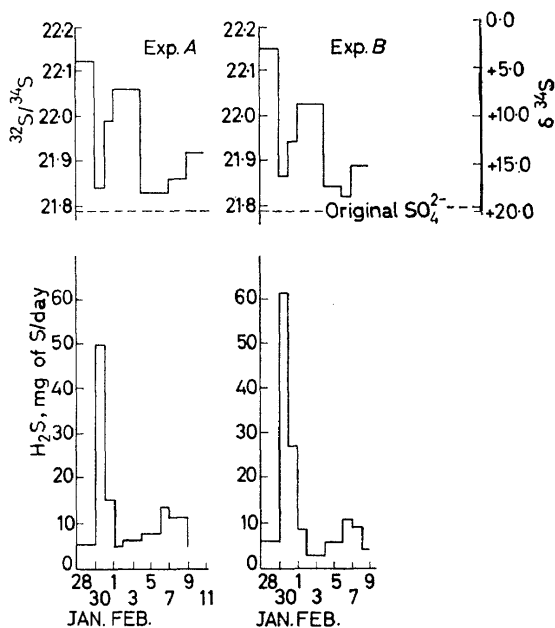 Exp. A
Exp. B
³²S/³⁴S
22·2
22·1
22·0
21·9
21·8
22·2
22·1
22·0
21·9
21·8
0·0
+5·0
+10·0
+15·0
+20·0
δ ³⁴S
Original SO₄²⁻
H₂S, mg of S/day
60
50
40
30
20
10
0
60
50
40
30
20
10
0
28 1 5 9
30 3 7 11
JAN. FEB.
28 1 5 9
30 3 7
JAN. FEB.